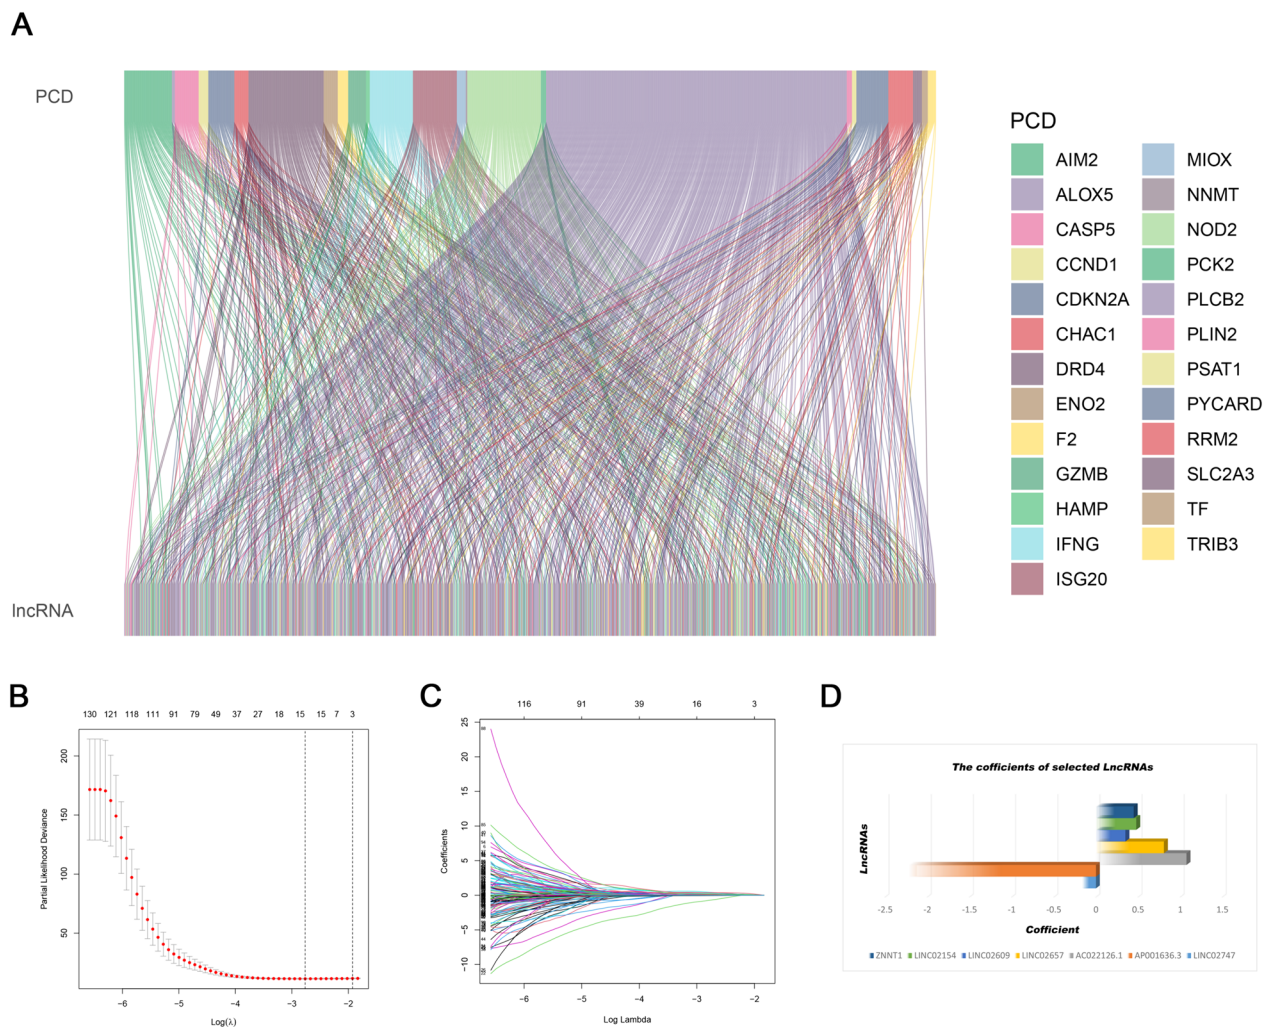 A
PCD
lncRNA
PCD
AIM2
ALOX5
CASP5
CCND1
CDKN2A
CHAC1
DRD4
ENO2
F2
GZMB
HAMP
IFNG
ISG20
MIOX
NNMT
NOD2
PCK2
PLCB2
PLIN2
PSAT1
PYCARD
RRM2
SLC2A3
TF
TRIB3
B
130 121 118 111 91 79 49 37 27 18 15 15 7 3
Partial Likelihood Deviance
200
150
100
50
−6 −5 −4 −3 −2
Log(λ)
C
116 91 39 16 3
Coefficients
25
20
15
10
5
0
−5
−10
−6 −5 −4 −3 −2
Log Lambda
D
The cofficients of selected LncRNAs
LncRNAs
-2.5 -2 -1.5 -1 -0.5 0 0.5 1 1.5
Cofficient
ZNNT1 LINC02154 LINC02609 LINC02657 AC022126.1 AP001636.3 LINC02747